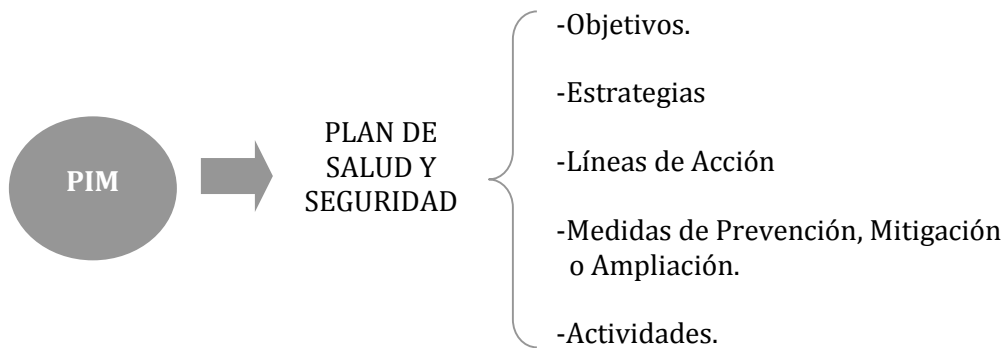 PIM
PLAN DE
SALUD Y
SEGURIDAD
-Objetivos.
-Estrategias
-Líneas de Acción
-Medidas de Prevención, Mitigación
o Ampliación.
-Actividades.